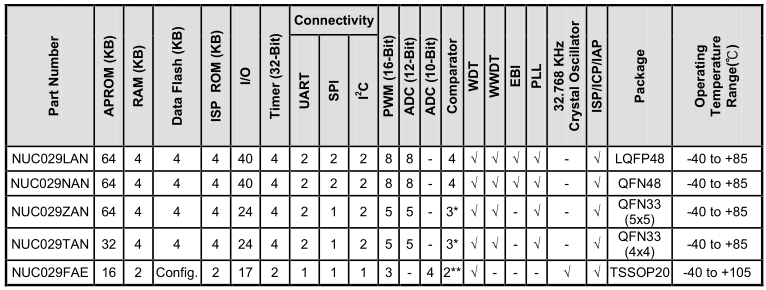 Part Number | APROM (KB) | RAM (KB) | Data Flash (KB) | ISP ROM (KB) | I/O | Timer (32-Bit) | Connectivity: UART | SPI | I²C | PWM (16-Bit) | ADC (12-Bit) | ADC (10-Bit) | Comparator | WDT | WWDT | EBI | PLL | 32.768 KHz Crystal Oscillator | ISP/ICP/IAP | Package | Operating Temperature Range(℃)
NUC029LAN | 64 | 4 | 4 | 4 | 40 | 4 | 2 | 2 | 2 | 8 | 8 | - | 4 | √ | √ | √ | √ | - | √ | LQFP48 | -40 to +85
NUC029NAN | 64 | 4 | 4 | 4 | 40 | 4 | 2 | 2 | 2 | 8 | 8 | - | 4 | √ | √ | √ | √ | - | √ | QFN48 | -40 to +85
NUC029ZAN | 64 | 4 | 4 | 4 | 24 | 4 | 2 | 1 | 2 | 5 | 5 | - | 3* | √ | √ | - | √ | - | √ | QFN33 (5x5) | -40 to +85
NUC029TAN | 32 | 4 | 4 | 4 | 24 | 4 | 2 | 1 | 2 | 5 | 5 | - | 3* | √ | √ | - | √ | - | √ | QFN33 (4x4) | -40 to +85
NUC029FAE | 16 | 2 | Config. | 2 | 17 | 2 | 1 | 1 | 1 | 3 | - | 4 | 2** | √ | - | - | - | √ | √ | TSSOP20 | -40 to +105